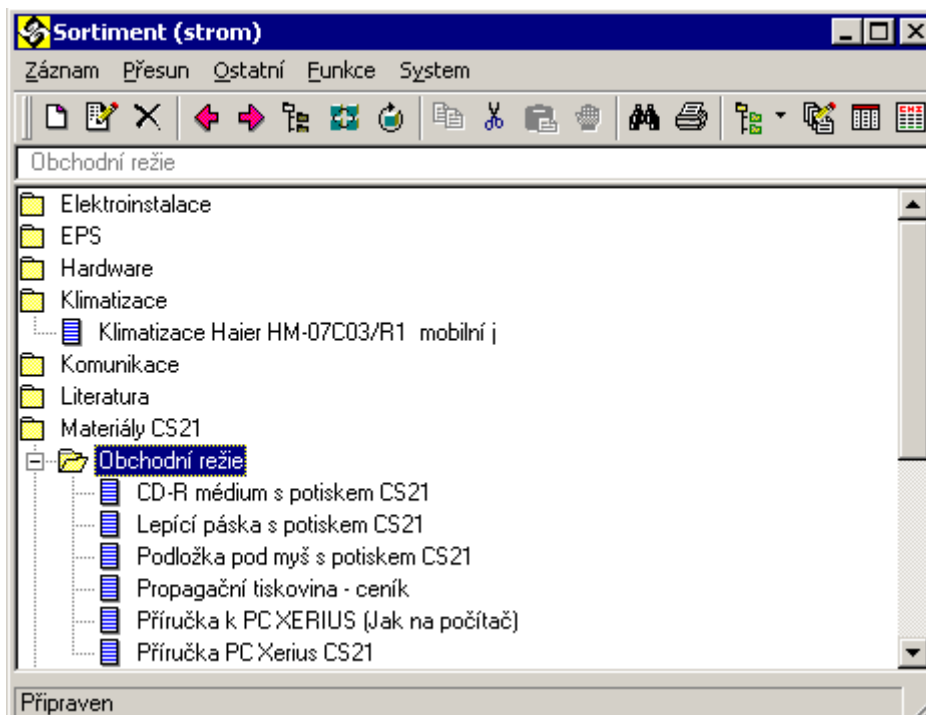 Sortiment (strom)
Záznam Přesun Ostatní Funkce System
Obchodní režie
Elektroinstalace
EPS
Hardware
Klimatizace
Klimatizace Haier HM-07C03/R1 mobilní j
Komunikace
Literatura
Materiály CS21
Obchodní režie
CD-R médium s potiskem CS21
Lepící páska s potiskem CS21
Podložka pod myš s potiskem CS21
Propagační tiskovina - ceník
Příručka k PC XERIUS (Jak na počítač)
Příručka PC Xerius CS21
Připraven